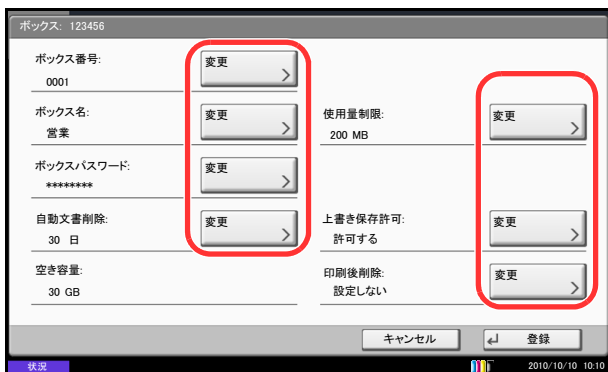 ボックス: 123456
ボックス番号:
0001
変更
ボックス名:
営業
変更
使用量制限:
200 MB
変更
ボックスパスワード:
********
変更
自動文書削除:
30 日
変更
上書き保存許可:
許可する
変更
空き容量:
30 GB
印刷後削除:
設定しない
変更
キャンセル
登録
状況
2010/10/10 10:10